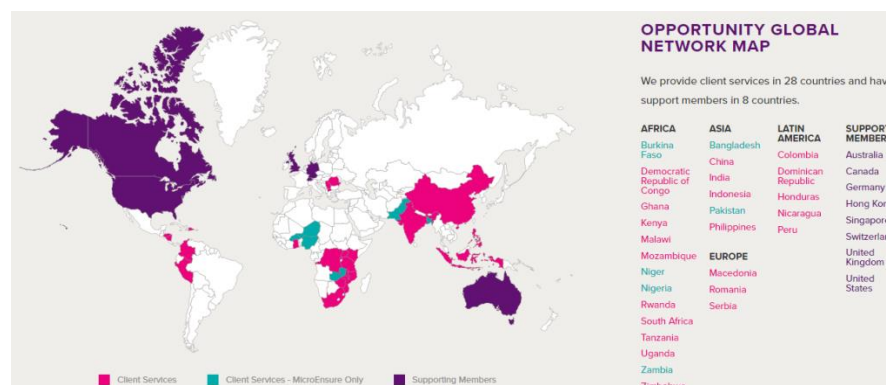 OPPORTUNITY GLOBAL
NETWORK MAP
We provide client services in 28 countries and hav
support members in 8 countries.
AFRICA
Burkina
Faso
Democratic
Republic of
Congo
Ghana
Kenya
Malawi
Mozambique
Niger
Nigeria
Rwanda
South Africa
Tanzania
Uganda
Zambia
Zimbabwe
ASIA
Bangladesh
China
India
Indonesia
Pakistan
Philippines
EUROPE
Macedonia
Romania
Serbia
LATIN
AMERICA
Colombia
Dominican
Republic
Honduras
Nicaragua
Peru
SUPPORT
MEMBER
Australia
Canada
Germany
Hong Kon
Singapor
Switzerlan
United
Kingdom
United
States
Client Services
Client Services - MicroEnsure Only
Supporting Members